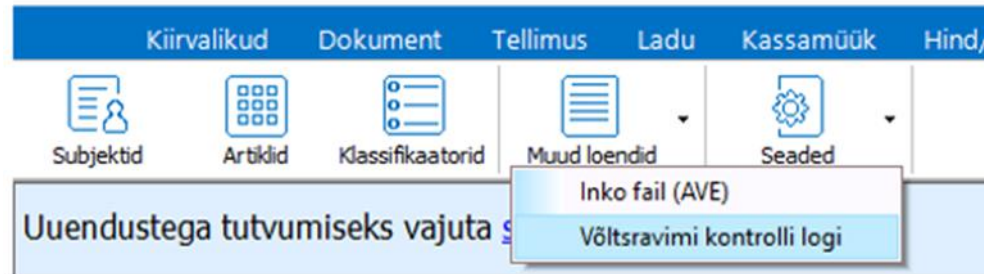 Kiirvalikud Dokument Tellimus Ladu Kassamüük Hind/
Subjektid Artiklid Klassifikaatorid Muud loendid Seaded
Inko fail (AVE)
Uuendustega tutvumiseks vajuta s
Võltsravimi kontrolli logi